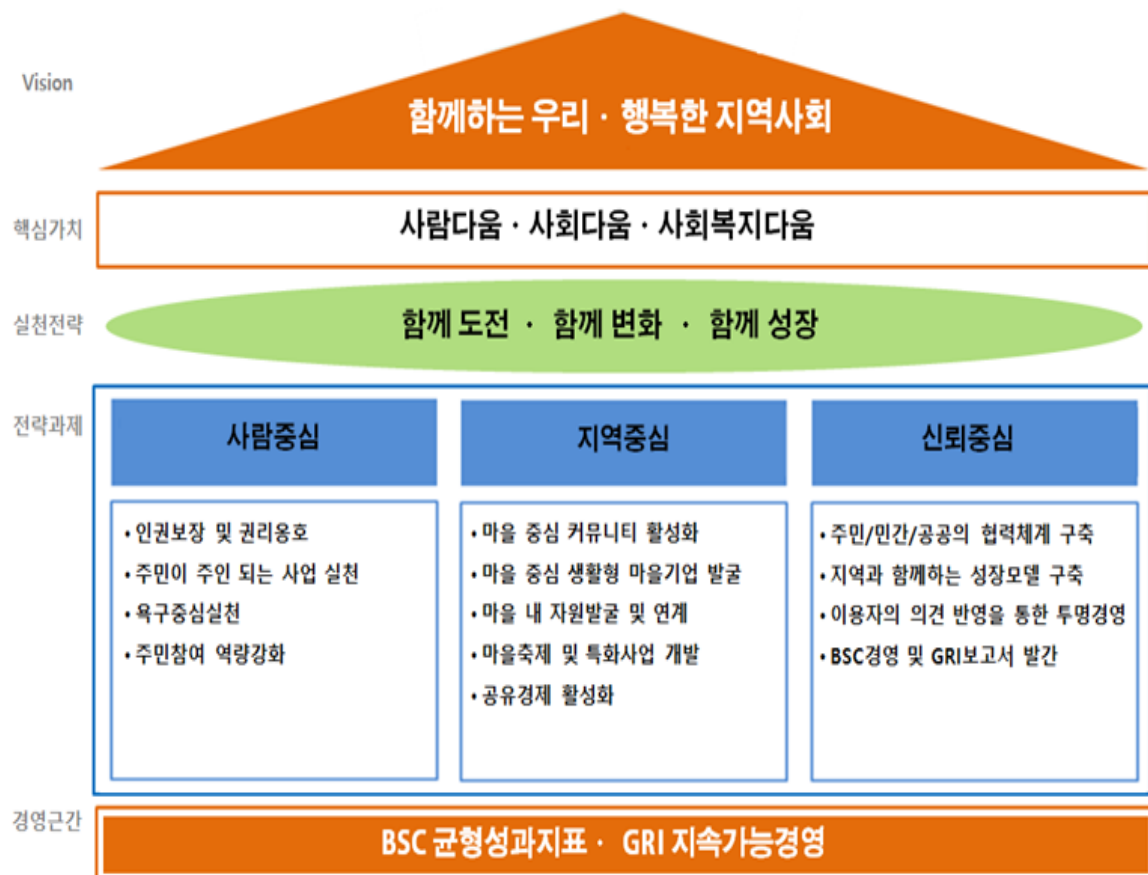 Vision
함께하는 우리 · 행복한 지역사회
핵심가치
사람다움 · 사회다움 · 사회복지다움
실천전략
함께 도전 · 함께 변화 · 함께 성장
전략과제
사람중심
• 인권보장 및 권리옹호
• 주민이 주인 되는 사업 실천
• 욕구중심실천
• 주민참여 역량강화
지역중심
• 마을 중심 커뮤니티 활성화
• 마을 중심 생활형 마을기업 발굴
• 마을 내 자원발굴 및 연계
• 마을축제 및 특화사업 개발
• 공유경제 활성화
신뢰중심
• 주민/민간/공공의 협력체계 구축
• 지역과 함께하는 성장모델 구축
• 이용자의 의견 반영을 통한 투명경영
• BSC경영 및 GRI보고서 발간
경영근간
BSC 균형성과지표 · GRI 지속가능경영